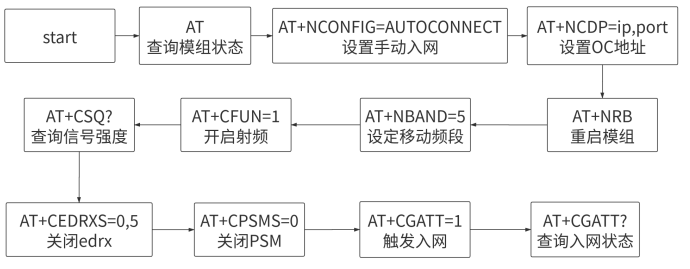 start
AT
查询模组状态
AT+NCONFIG=AUTOCONNECT
设置手动入网
AT+NCDP=ip,port
设置OC地址
AT+NRB
重启模组
AT+NBAND=5
设定移动频段
AT+CFUN=1
开启射频
AT+CSQ?
查询信号强度
AT+CEDRXS=0,5
关闭edrx
AT+CPSMS=0
关闭PSM
AT+CGATT=1
触发入网
AT+CGATT?
查询入网状态